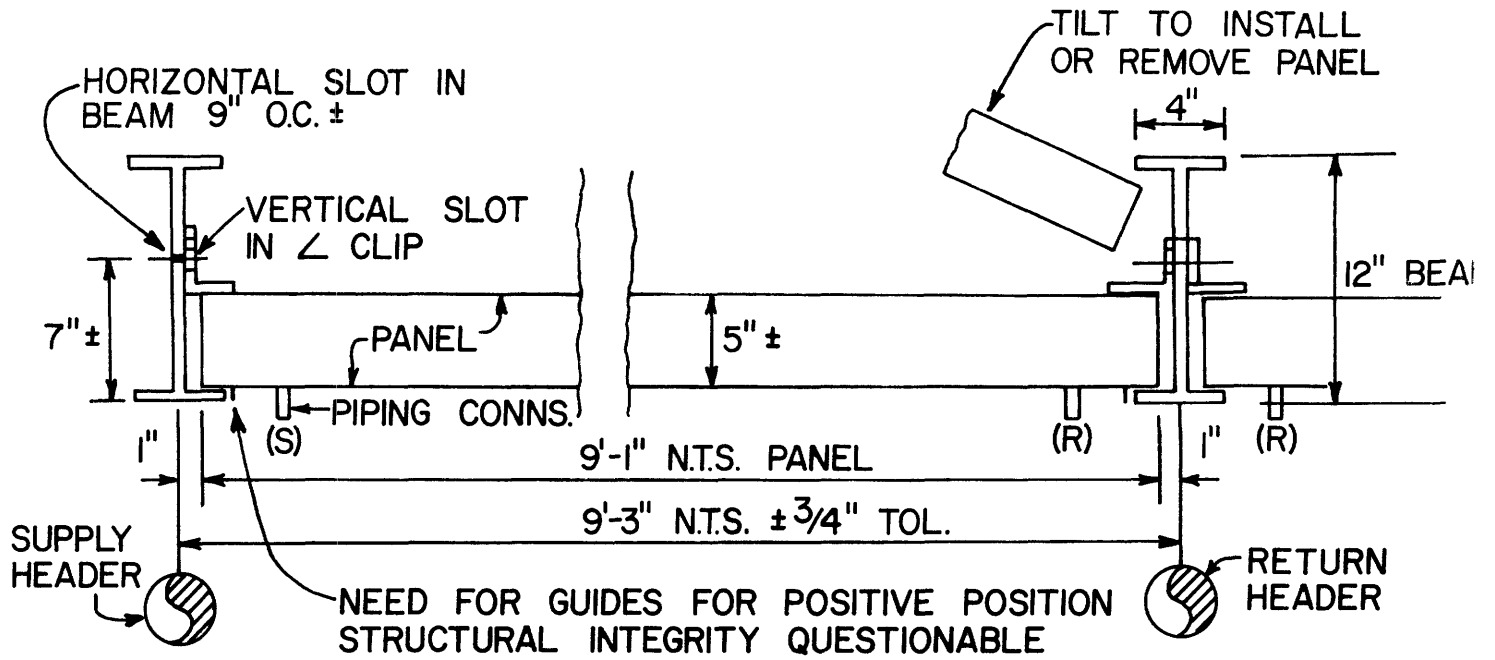 TILT TO INSTALL
OR REMOVE PANEL
HORIZONTAL SLOT IN
BEAM 9" O.C. ±
4"
VERTICAL SLOT
IN ∠ CLIP
12" BEA
7" ±
PANEL
5" ±
PIPING CONNS.
(S)
(R)
(R)
1"
9'-1" N.T.S. PANEL
1"
9'-3" N.T.S. ± 3/4" TOL.
SUPPLY
HEADER
RETURN
HEADER
NEED FOR GUIDES FOR POSITIVE POSITION
STRUCTURAL INTEGRITY QUESTIONABLE